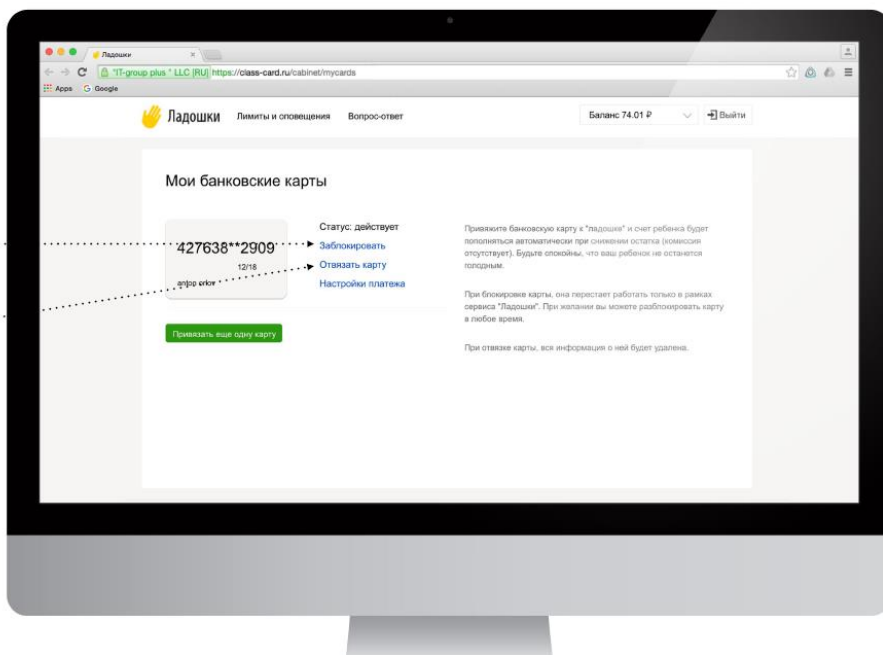 Ладошки
"IT-group plus " LLC [RU] https://class-card.ru/cabinet/mycards
Apps G Google
Ладошки Лимиты и оповещения Вопрос-ответ Баланс 74.01 ₽ Выйти
Мои банковские карты
427638**2909
12/18
Статус: действует
Заблокировать
Отвязать карту
Настройки платежа
Привязать еще одну карту
Привяжите банковскую карту к "ладошке" и счет ребенка будет
пополняться автоматически при снижении остатка (комиссия
отсутствует). Будьте спокойны, что ваш ребенок не останется
голодным.
При блокировке карты, она перестает работать только в рамках
сервиса "Ладошки". При желании вы можете разблокировать карту
в любое время.
При отвязке карты, вся информация о ней будет удалена.